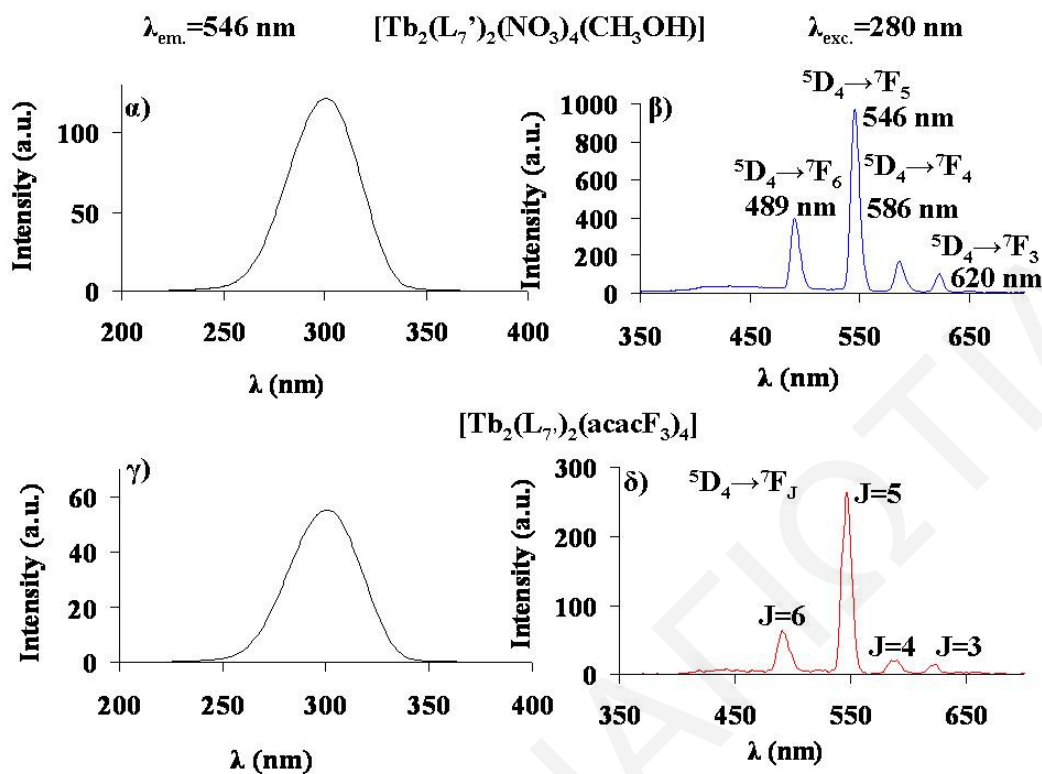 λem.=546 nm [Tb2(L7')2(NO3)4(CH3OH)] λexc.=280 nm
α)
Intensity (a.u.)
100
50
0
200 250 300 350 400
λ (nm)
β)
Intensity (a.u.)
1000
800
600
400
200
0
⁵D₄→⁷F₅
546 nm
⁵D₄→⁷F₆
489 nm
⁵D₄→⁷F₄
586 nm
⁵D₄→⁷F₃
620 nm
350 450 550 650
λ (nm)
[Tb2(L7,)2(acacF3)4]
γ)
Intensity (a.u.)
60
40
20
0
200 250 300 350 400
λ (nm)
δ)
Intensity (a.u.)
300
200
100
0
⁵D₄→⁷F_J
J=5
J=6
J=4
J=3
350 450 550 650
λ (nm)